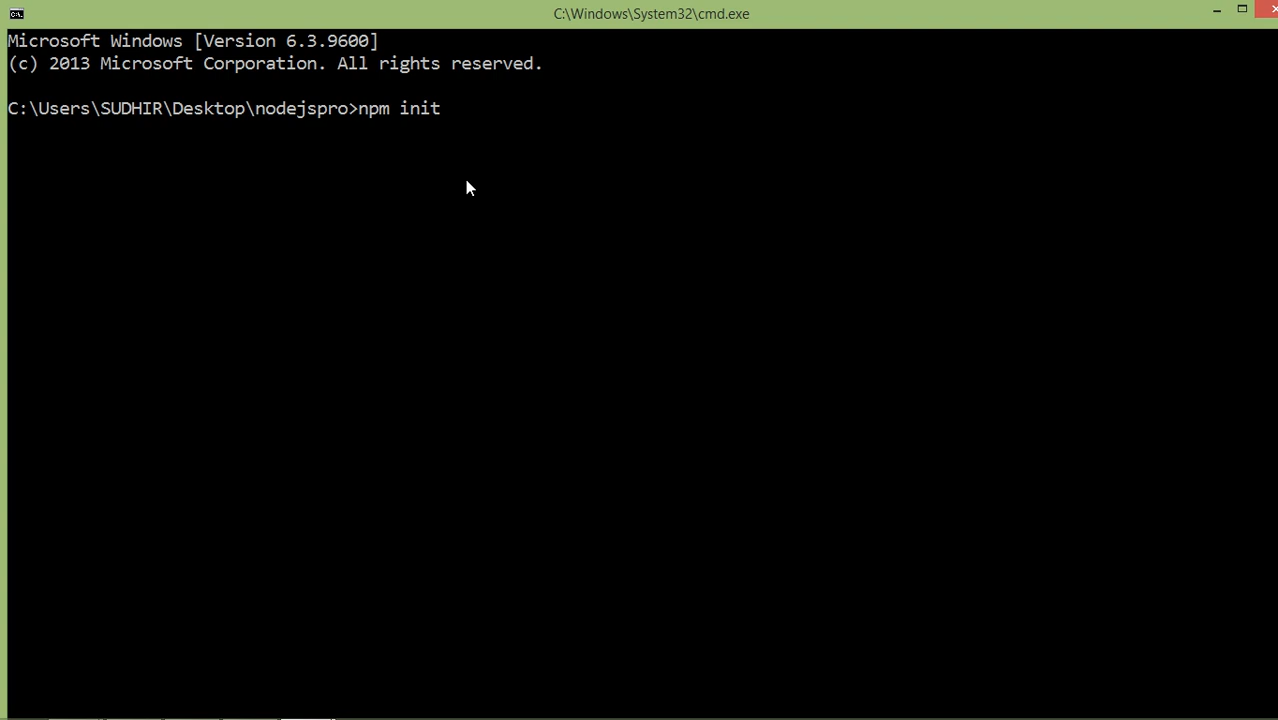 C:\Windows\System32\cmd.exe
Microsoft Windows [Version 6.3.9600]
(c) 2013 Microsoft Corporation. All rights reserved.
C:\Users\SUDHIR\Desktop\nodejspro>npm init